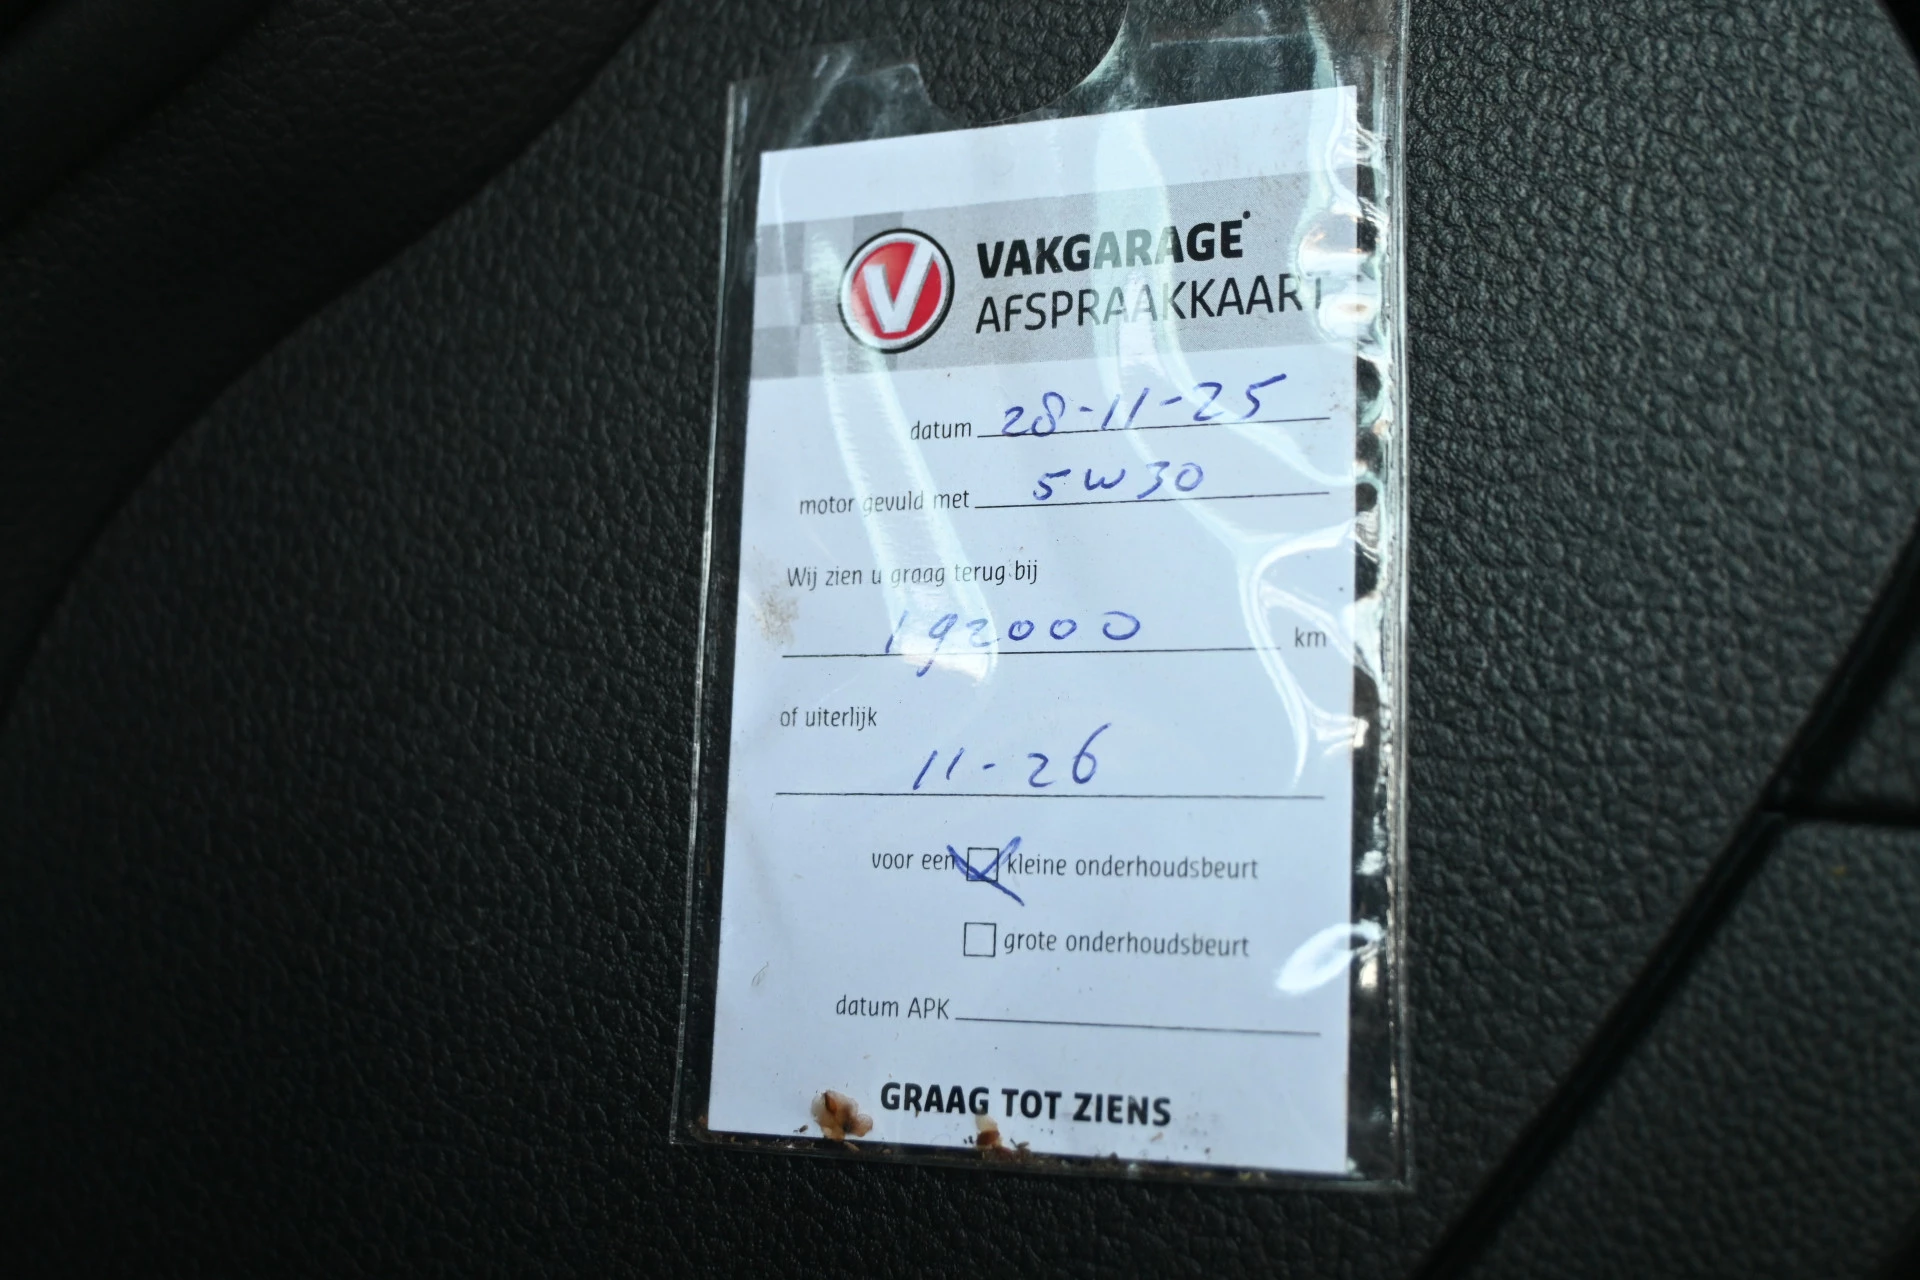 V VAKGARAGE
AFSPRAAKKAART
datum 28-11-25
motor gevuld met 5W30
Wij zien u graag terug bij
192000 km
of uiterlijk
11-26
voor een kleine onderhoudsbeurt
grote onderhoudsbeurt
datum APK
GRAAG TOT ZIENS